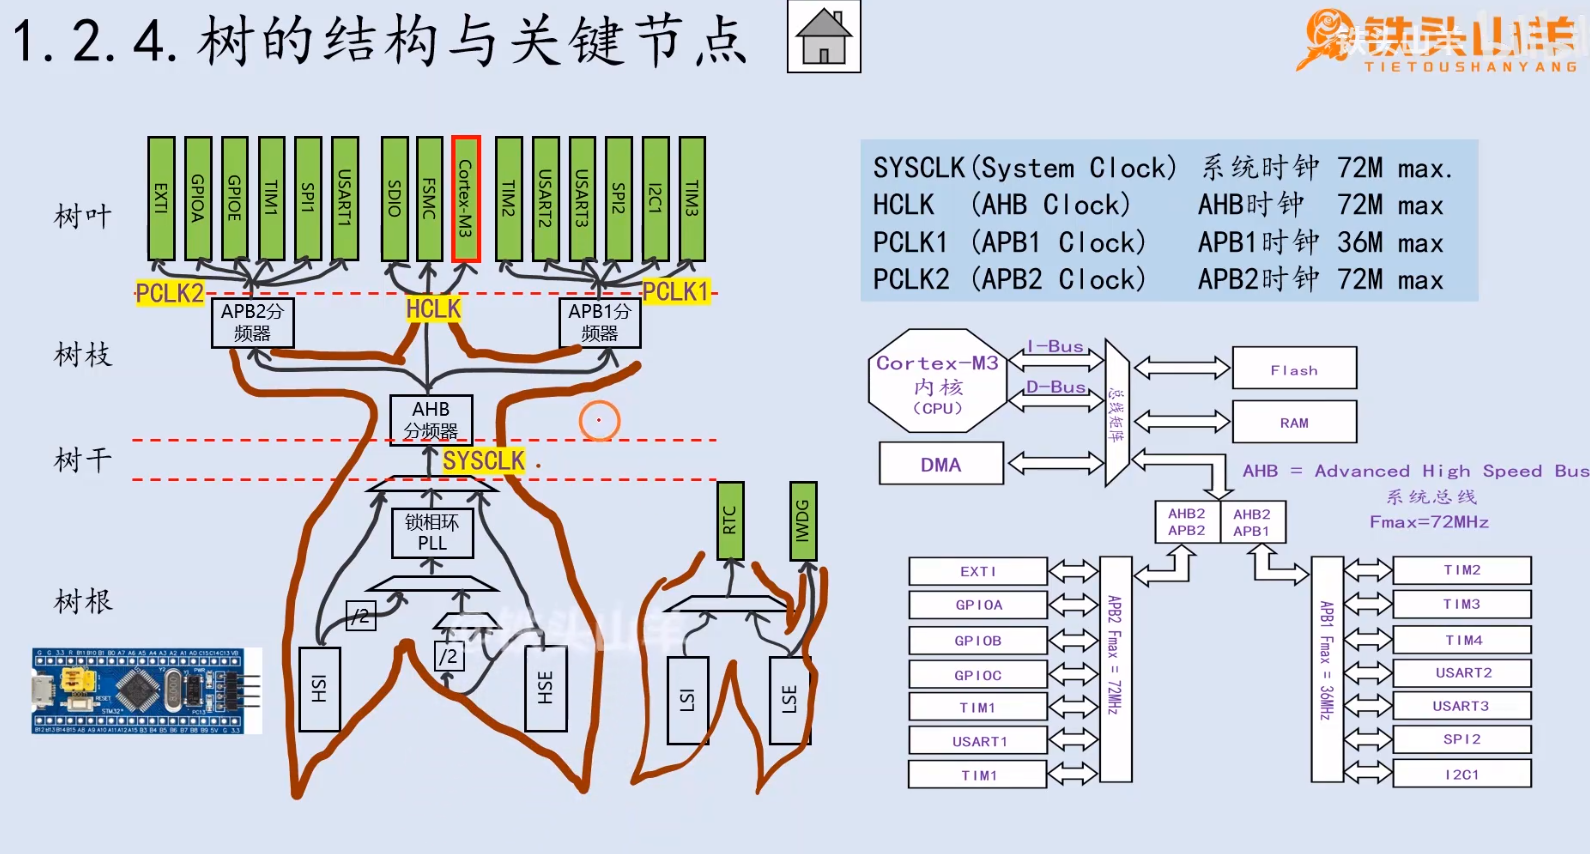 1.2.4.树的结构与关键节点
铁头山羊
TIETOUSHANYANG
树叶
EXTI
GPIOA
GPIOE
TIM1
SPI1
USART1
SDIO
FSMC
Cortex-M3
TIM2
USART2
USART3
SPI2
I2C1
TIM3
PCLK2
HCLK
PCLK1
APB2分
频器
APB1分
频器
树枝
AHB
分频器
树干
SYSCLK
锁相环
PLL
RTC
IWDG
树根
/2
/2
HSI
HSE
LSI
LSE
@铁头山羊
SYSCLK(System Clock) 系统时钟 72M max.
HCLK (AHB Clock) AHB时钟 72M max
PCLK1 (APB1 Clock) APB1时钟 36M max
PCLK2 (APB2 Clock) APB2时钟 72M max
Cortex-M3
内核
(CPU)
I-Bus
D-Bus
总线矩阵
Flash
RAM
DMA
AHB = Advanced High Speed Bus
系统总线
Fmax=72MHz
AHB2
APB2
AHB2
APB1
EXTI
GPIOA
GPIOB
GPIOC
TIM1
USART1
TIM1
APB2 Fmax = 72MHz
APB1 Fmax = 36MHz
TIM2
TIM3
TIM4
USART2
USART3
SPI2
I2C1